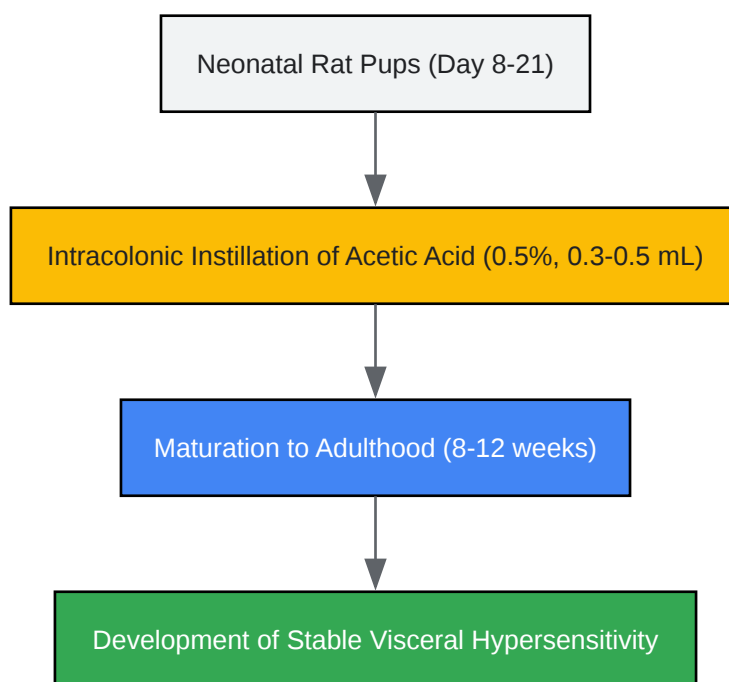 Neonatal Rat Pups (Day 8-21)
Intracolonic Instillation of Acetic Acid (0.5%, 0.3-0.5 mL)
Maturation to Adulthood (8-12 weeks)
Development of Stable Visceral Hypersensitivity